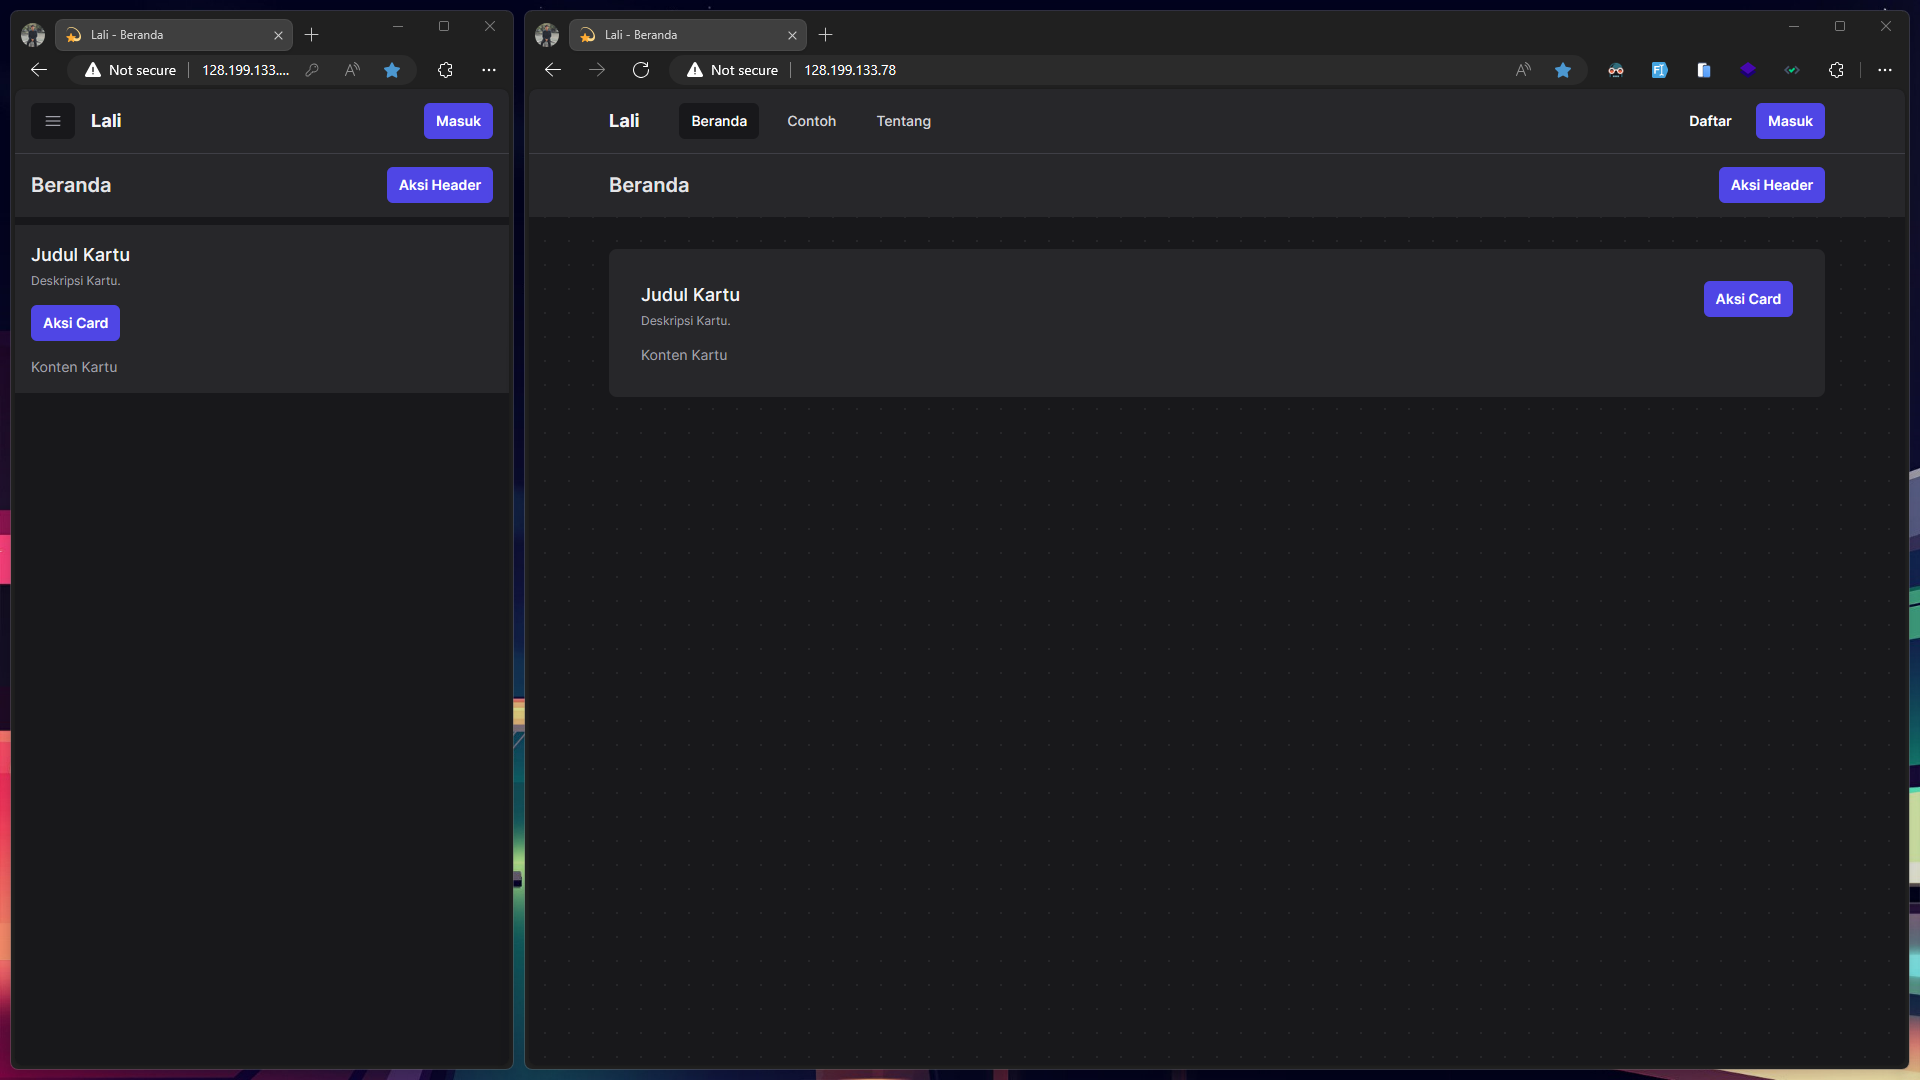 Lali - Beranda
Not secure
128.199.133....
Lali
Masuk
Beranda
Aksi Header
Judul Kartu
Deskripsi Kartu.
Aksi Card
Konten Kartu
Lali - Beranda
Not secure
128.199.133.78
Lali
Beranda
Contoh
Tentang
Daftar
Masuk
Beranda
Aksi Header
Judul Kartu
Deskripsi Kartu.
Aksi Card
Konten Kartu